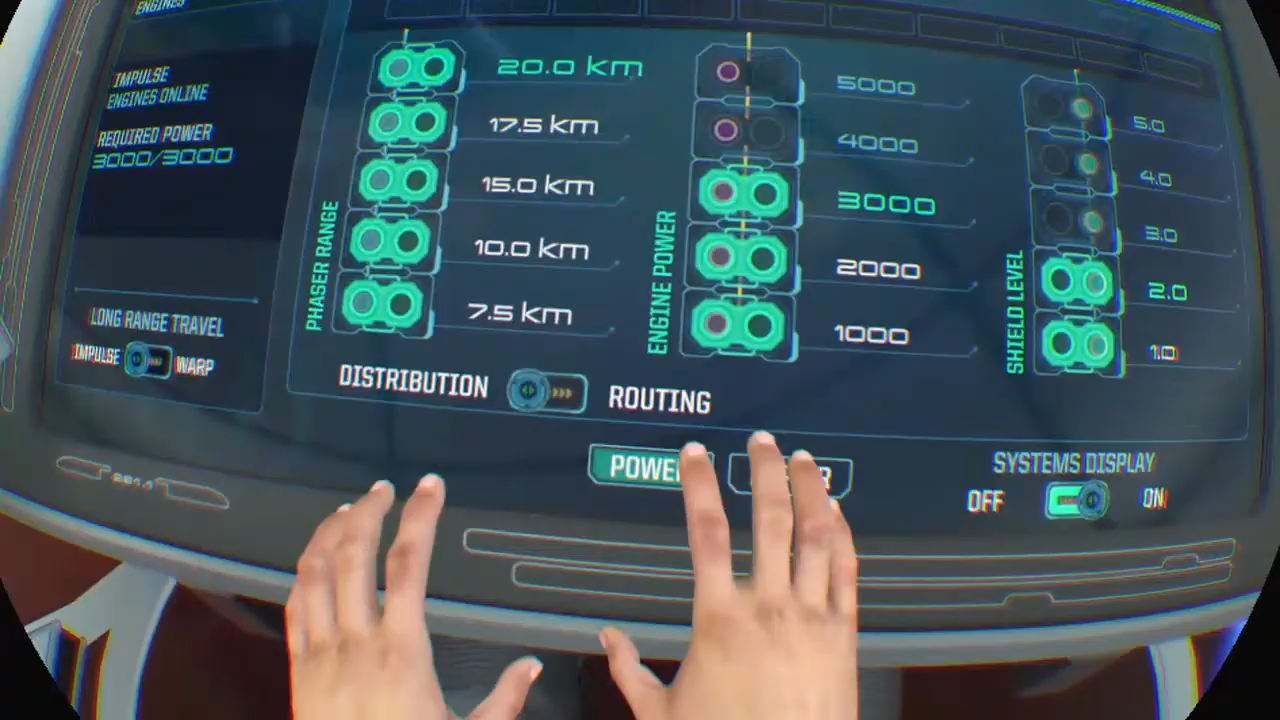 ENGINES
IMPULSE
ENGINES ONLINE
REQUIRED POWER
3000/3000
LONG RANGE TRAVEL
IMPULSE
WARP
PHASER RANGE
20.0 km
17.5 km
15.0 km
10.0 km
7.5 km
ENGINE POWER
5000
4000
3000
2000
1000
SHIELD LEVEL
5.0
4.0
3.0
2.0
1.0
DISTRIBUTION
ROUTING
POWER
SYSTEMS DISPLAY
OFF
ON